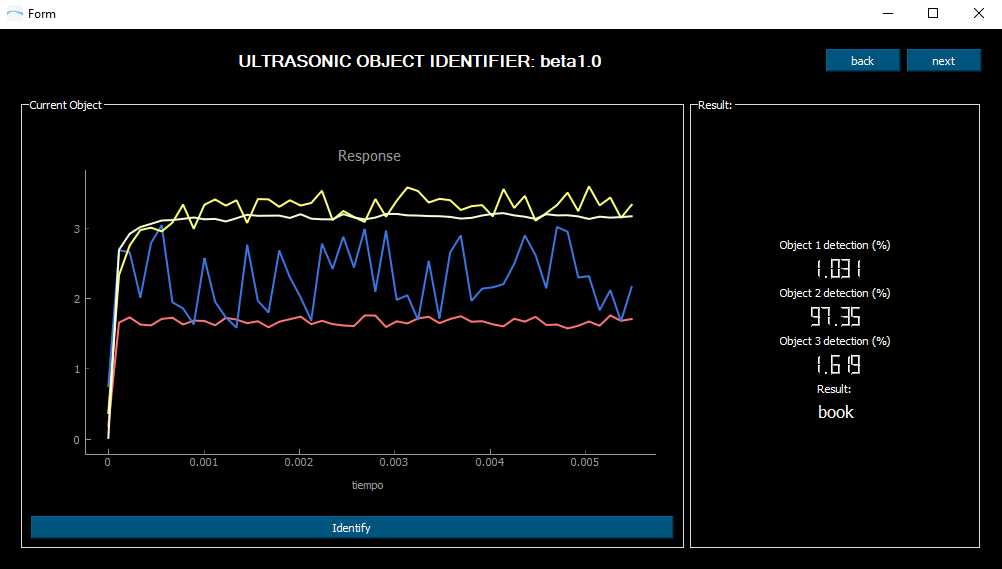 Form
ULTRASONIC OBJECT IDENTIFIER: beta1.0
back
next
Current Object
Response
3
2
1
0
0
0.001
0.002
0.003
0.004
0.005
tiempo
Identify
Result:
Object 1 detection (%)
1.031
Object 2 detection (%)
97.35
Object 3 detection (%)
1.619
Result:
book